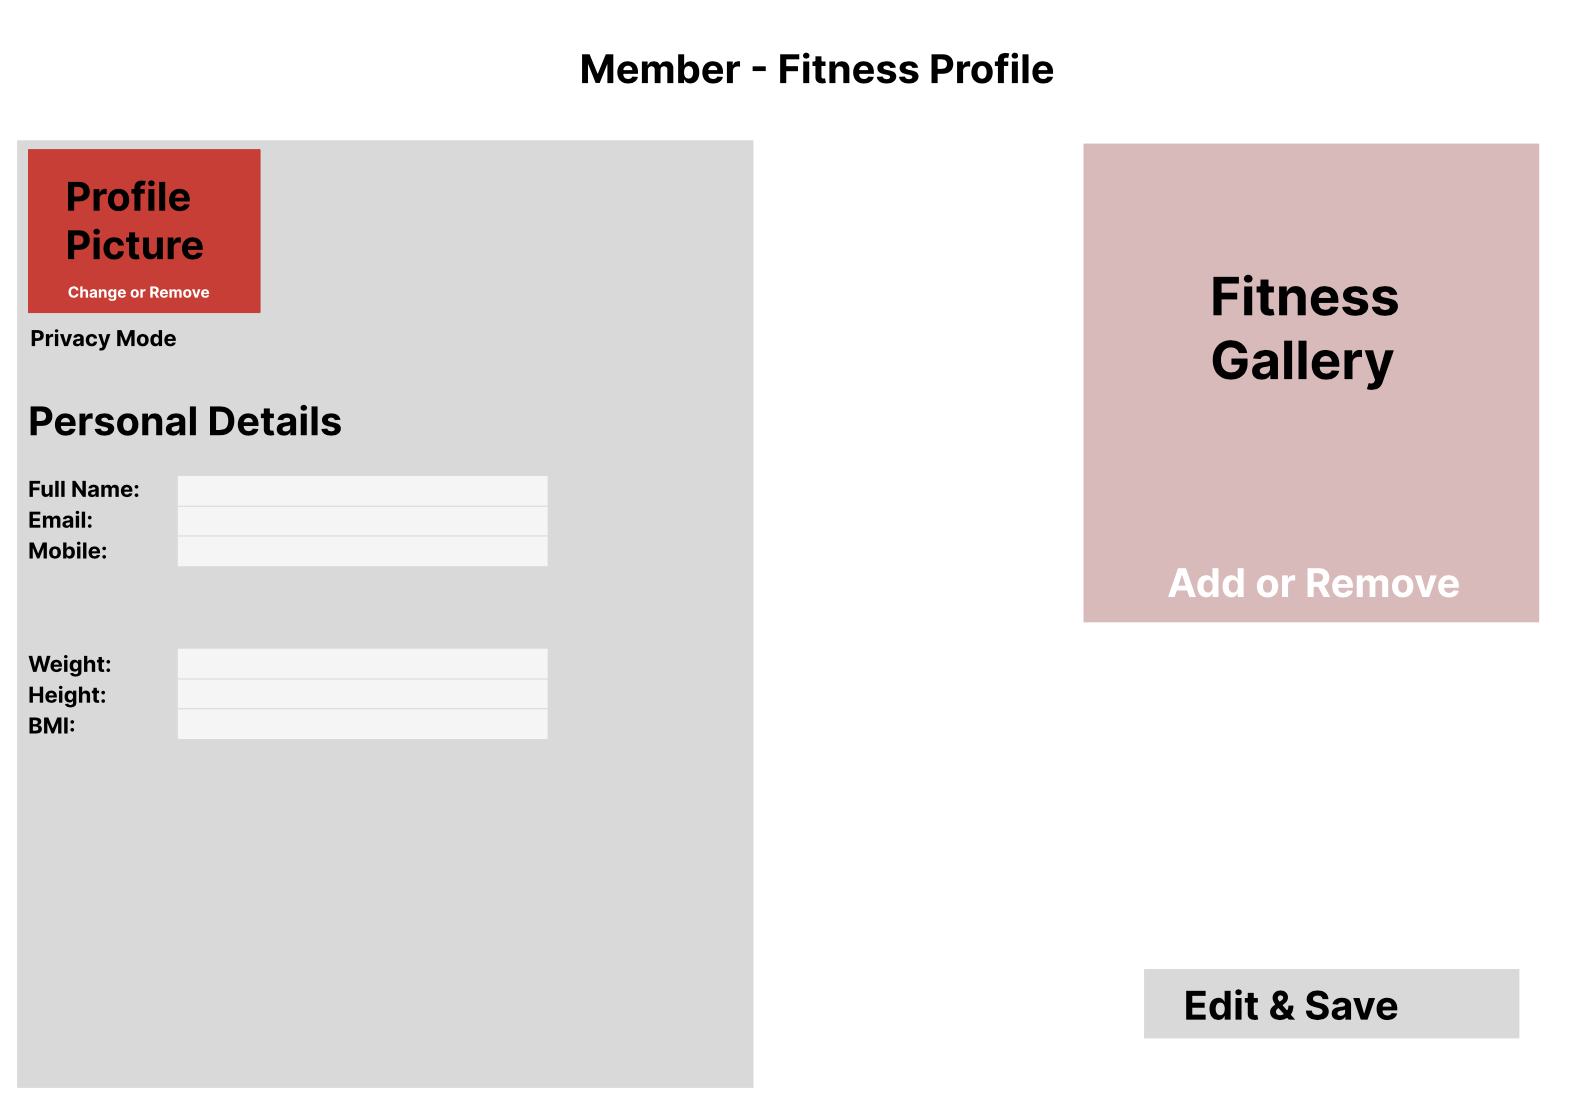 Member - Fitness Profile
Profile
Picture
Change or Remove
Privacy Mode
Personal Details
Full Name:
Email:
Mobile:
Weight:
Height:
BMI:
Fitness
Gallery
Add or Remove
Edit & Save